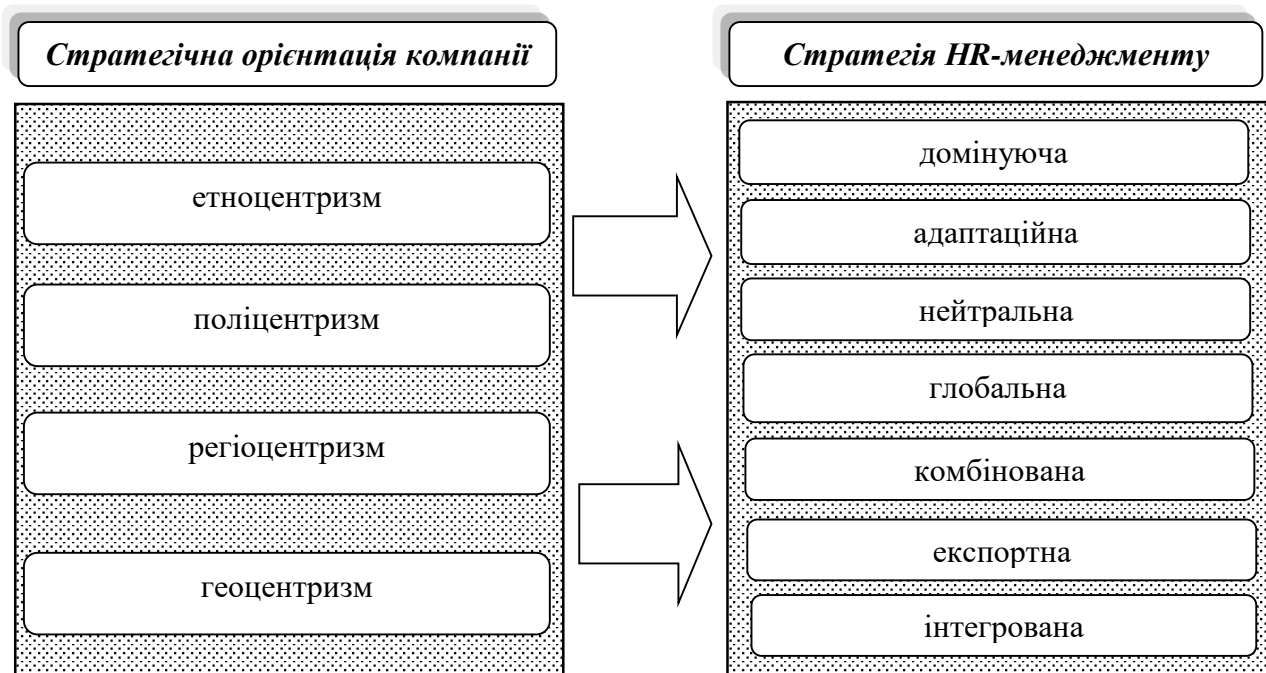 Стратегічна орієнтація компанії
етноцентризм
поліцентризм
регіоцентризм
геоцентризм
Стратегія HR-менеджменту
домінуюча
адаптаційна
нейтральна
глобальна
комбінована
експортна
інтегрована